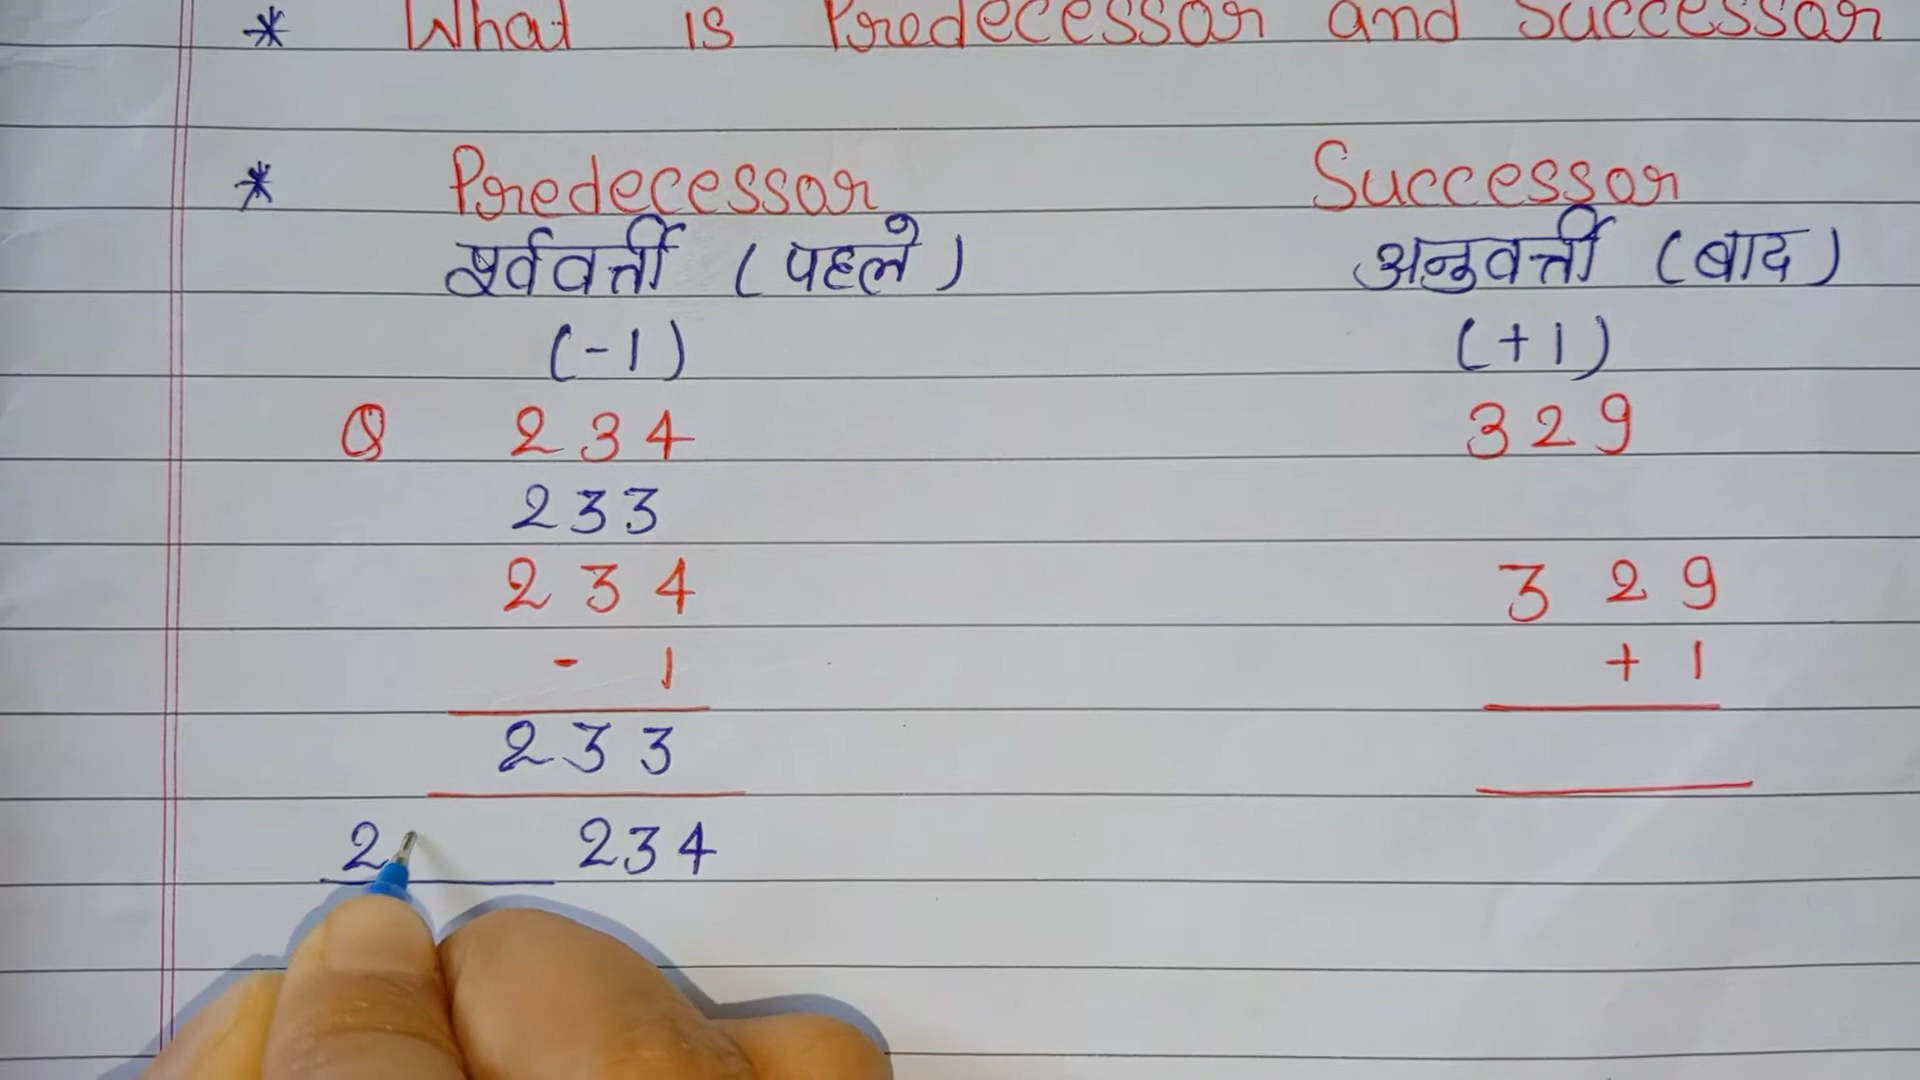 * What is Predecessor and Successor
* Predecessor Successor
पूर्ववर्ती (पहले) अनुवर्ती (बाद)
(-1) (+1)
Q 234 329
233
234 329
- 1 + 1
233
2 234